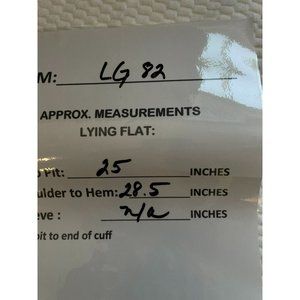 M: LG 82
APPROX. MEASUREMENTS
LYING FLAT:
Pit: 25 INCHES
ulder to Hem: 28.5 INCHES
eve : n/a INCHES
pit to end of cuff